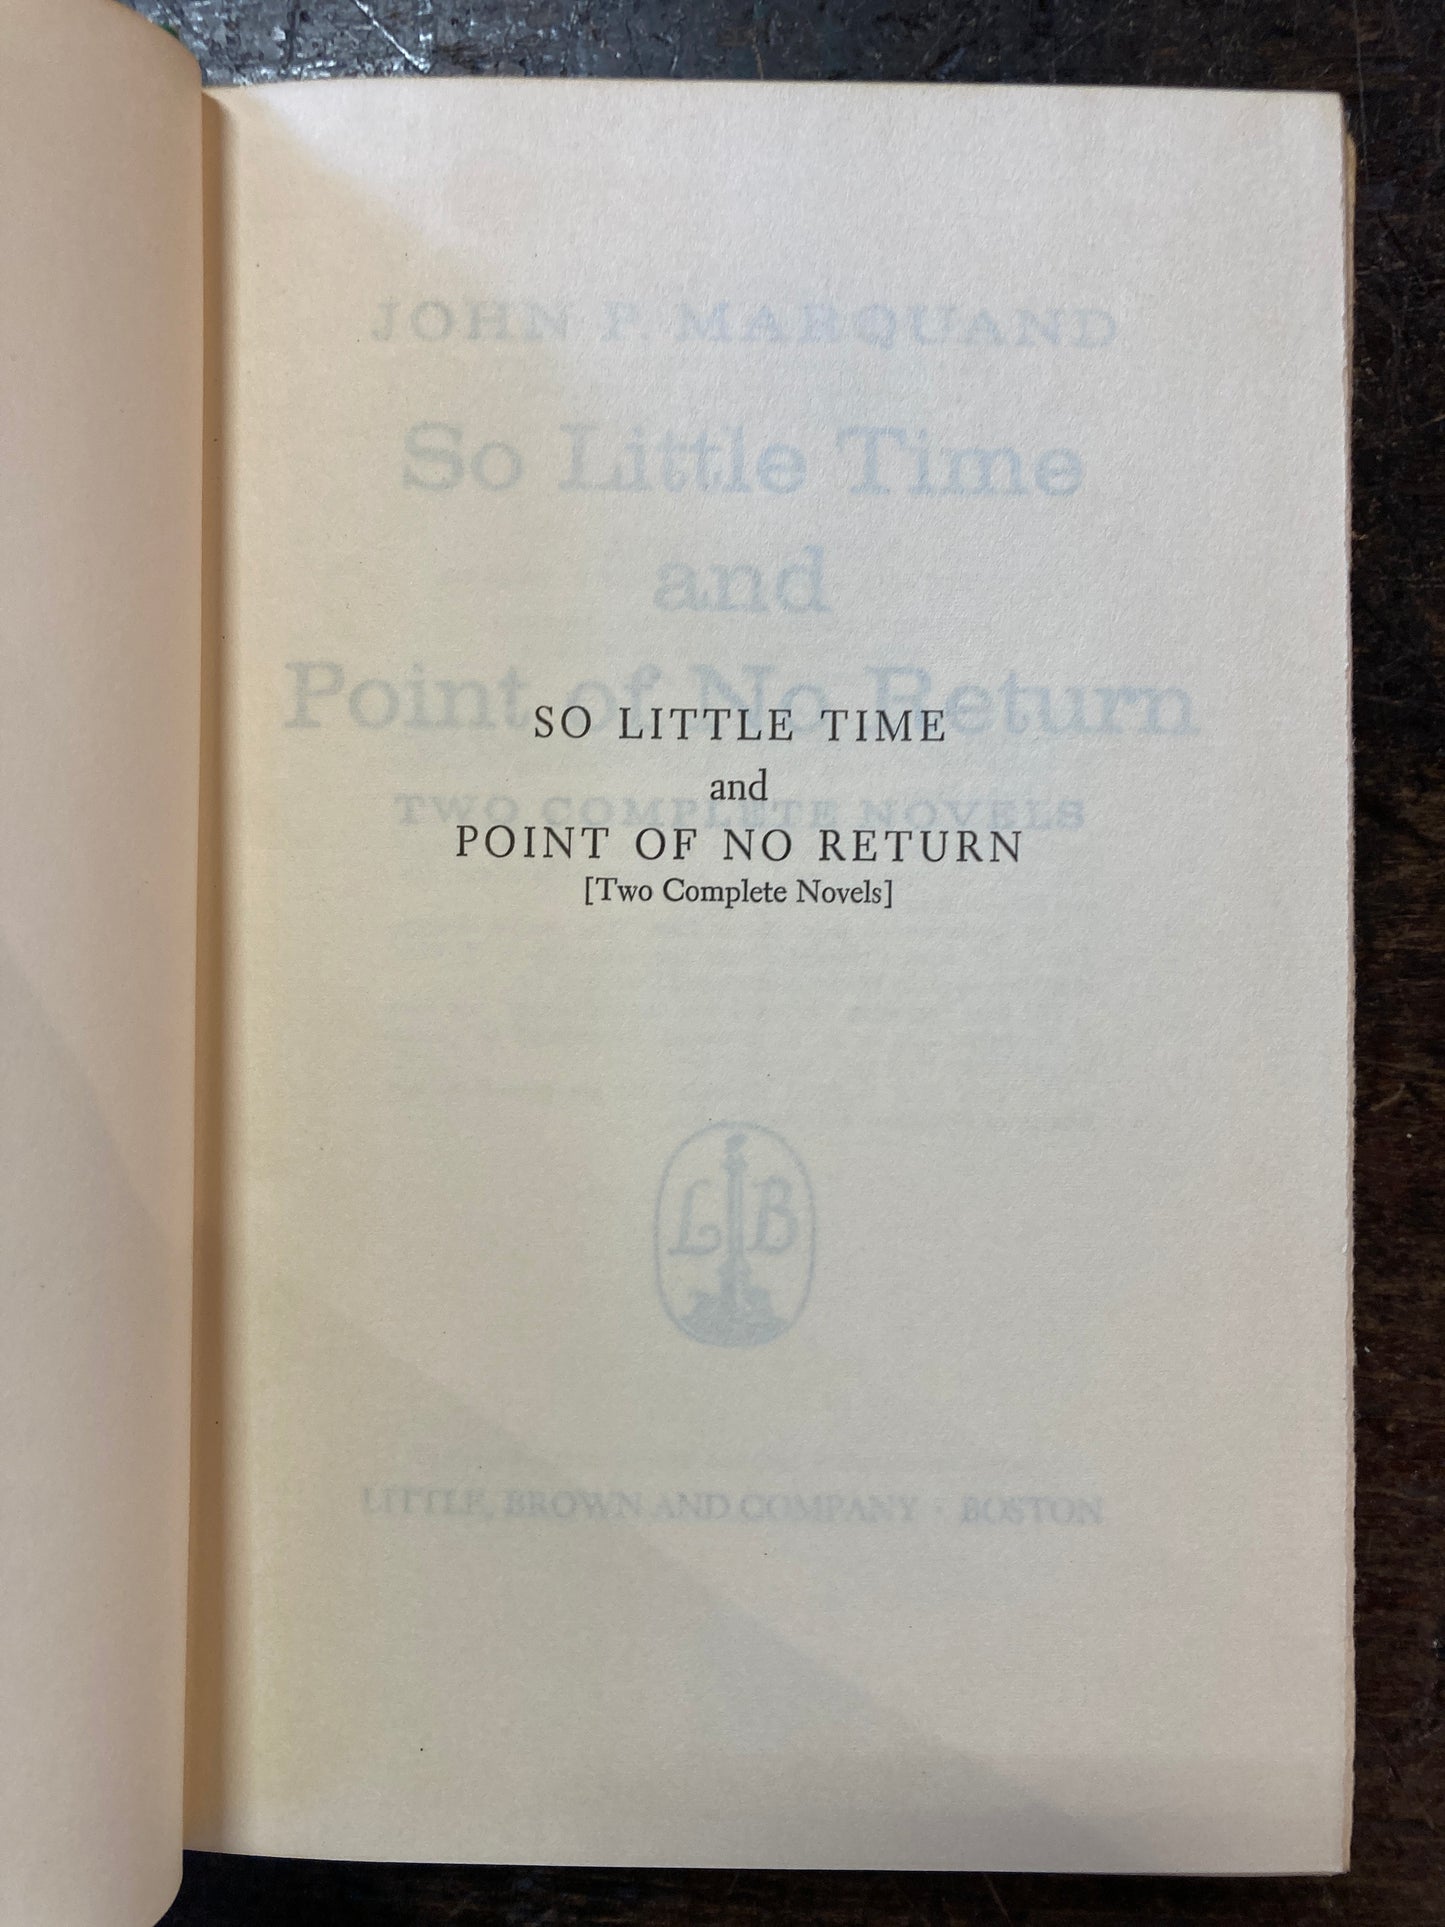 JOHN P. MARQUAND
So Little Time
and
Point of No Return
TWO COMPLETE NOVELS
SO LITTLE TIME
and
POINT OF NO RETURN
[Two Complete Novels]
L B
LITTLE, BROWN AND COMPANY · BOSTON